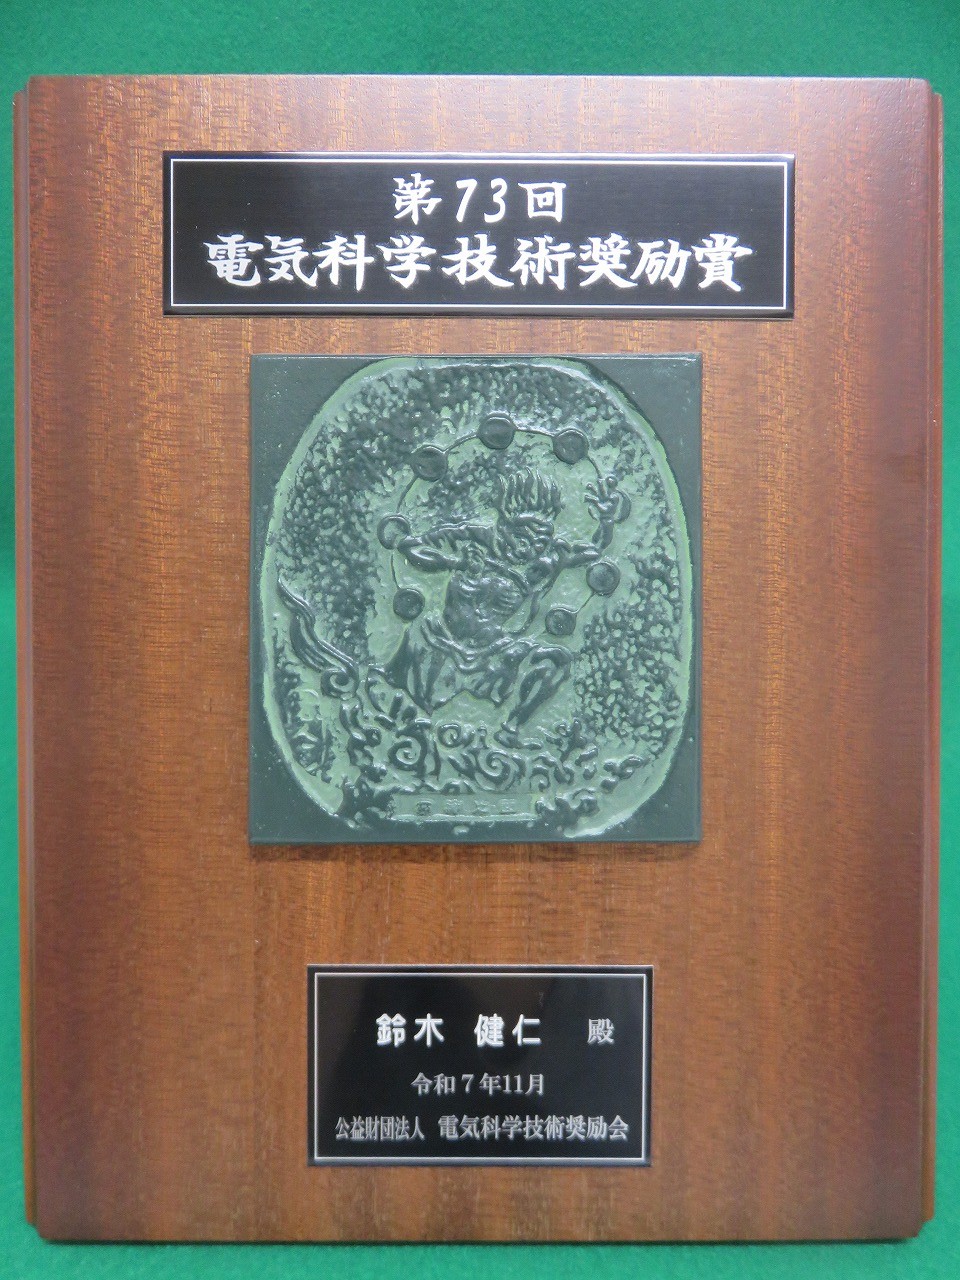 第73回
電気科学技術奨励賞
鈴木 健仁 殿
令和7年11月
公益財団法人 電気科学技術奨励会